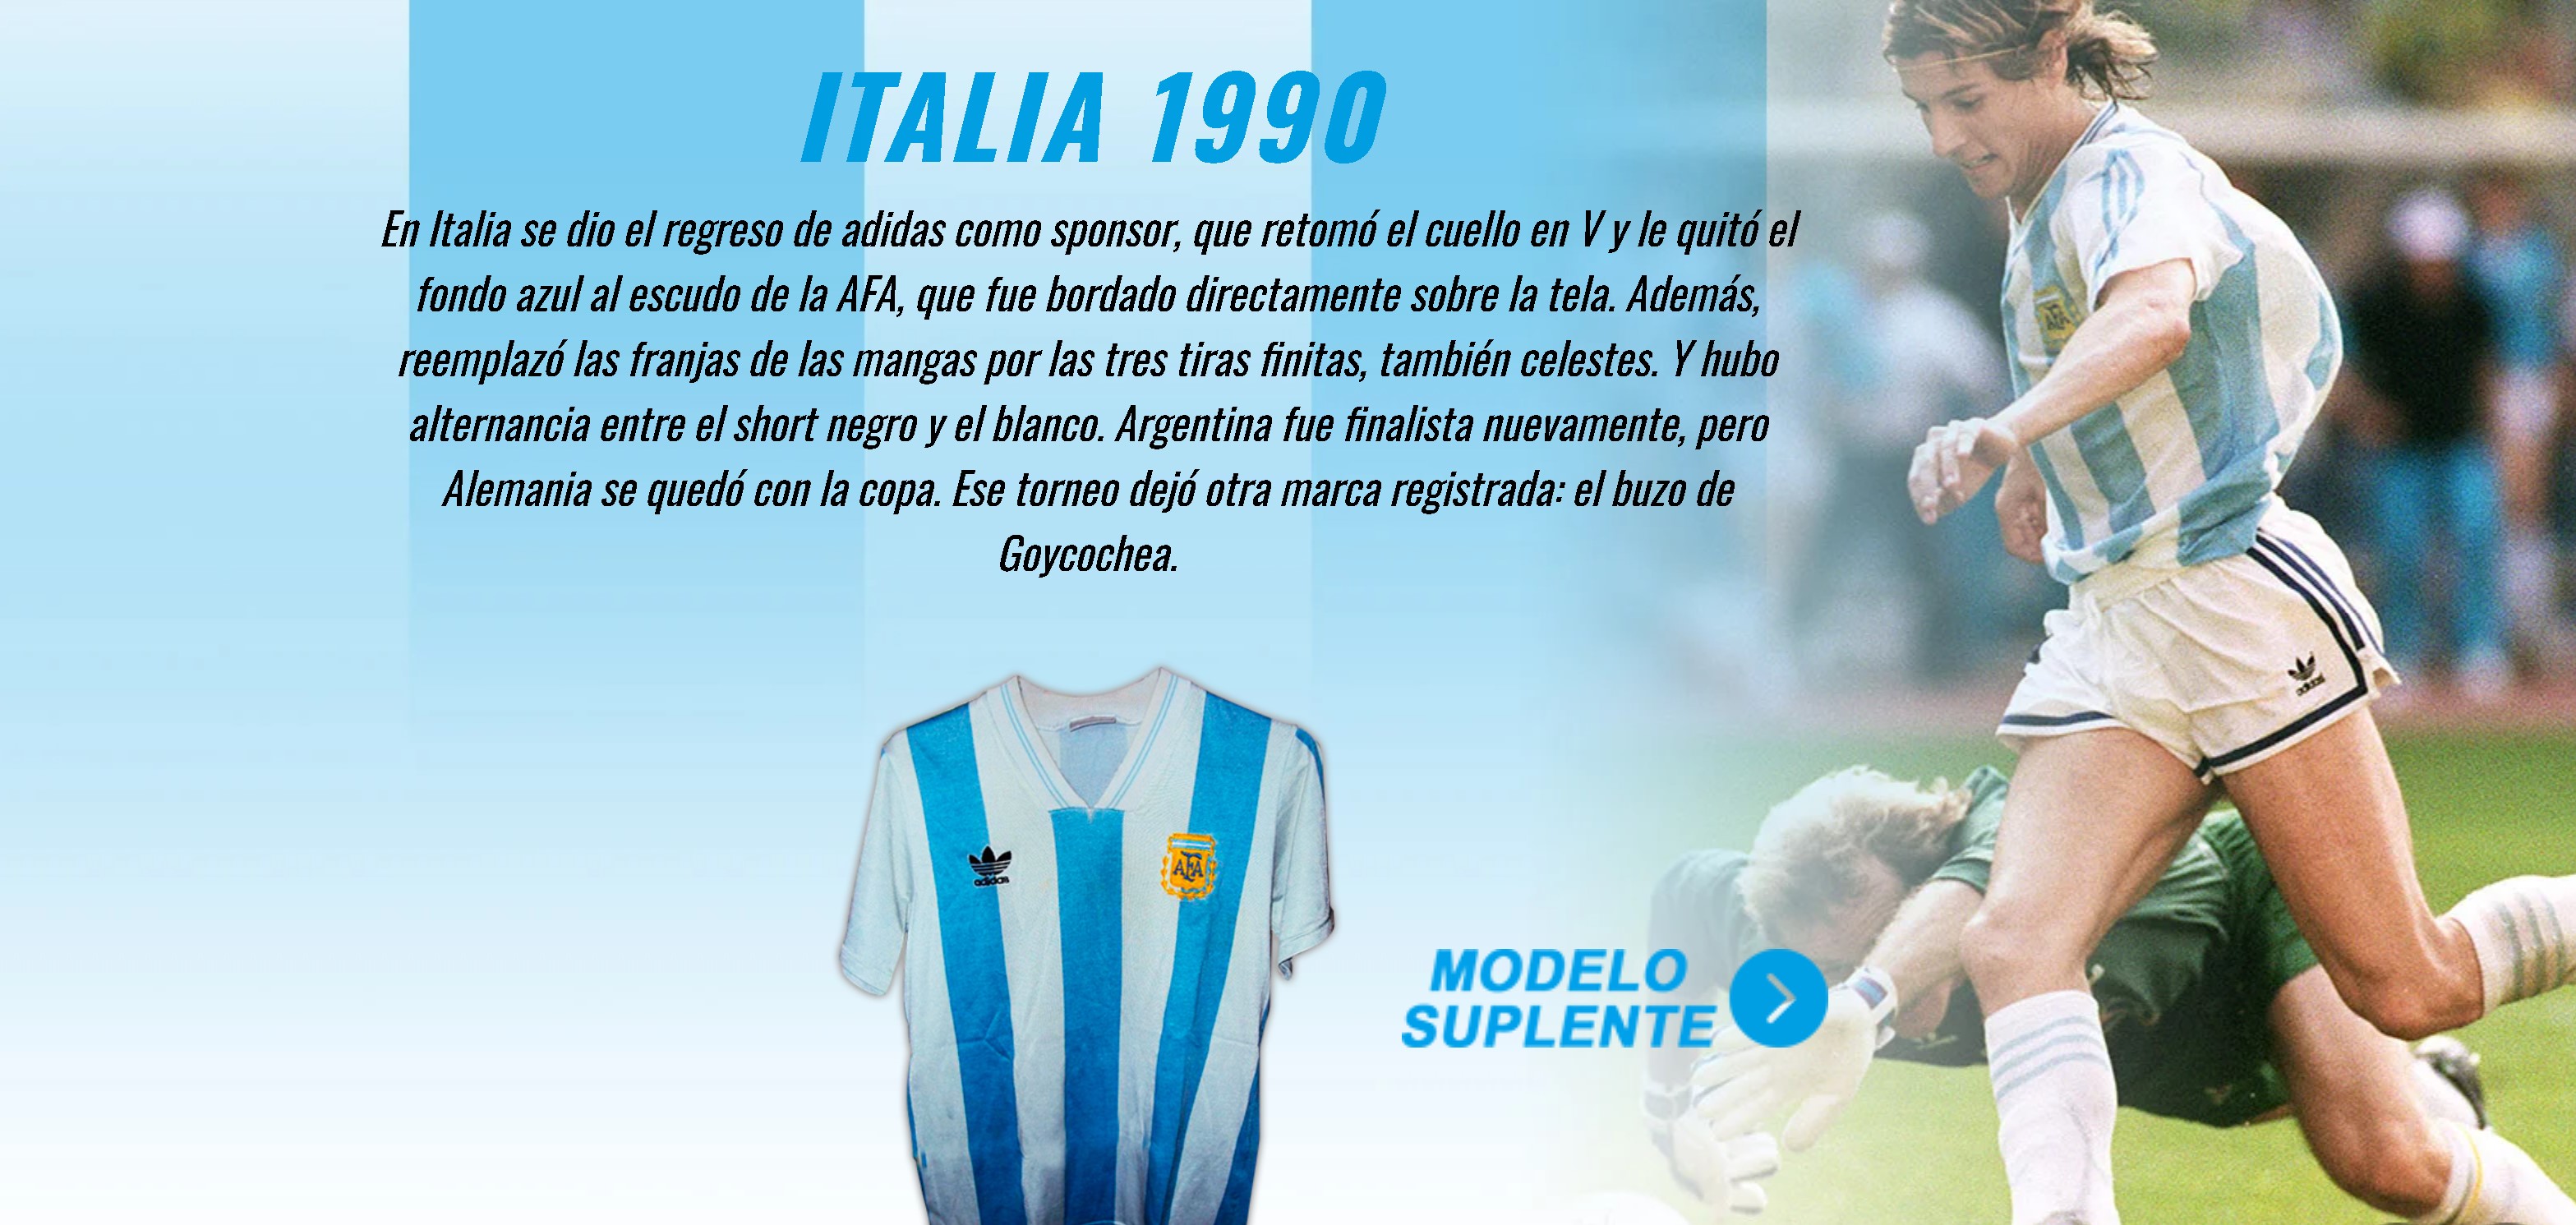 ITALIA 1990
En Italia se dio el regreso de adidas como sponsor, que retomó el cuello en V y le quitó el
fondo azul al escudo de la AFA, que fue bordado directamente sobre la tela. Además,
reemplazó las franjas de las mangas por las tres tiras finitas, también celestes. Y hubo
alternancia entre el short negro y el blanco. Argentina fue finalista nuevamente, pero
Alemania se quedó con la copa. Ese torneo dejó otra marca registrada: el buzo de
Goycochea.
AFA
adidas
adidas
AFA
MODELO
SUPLENTE